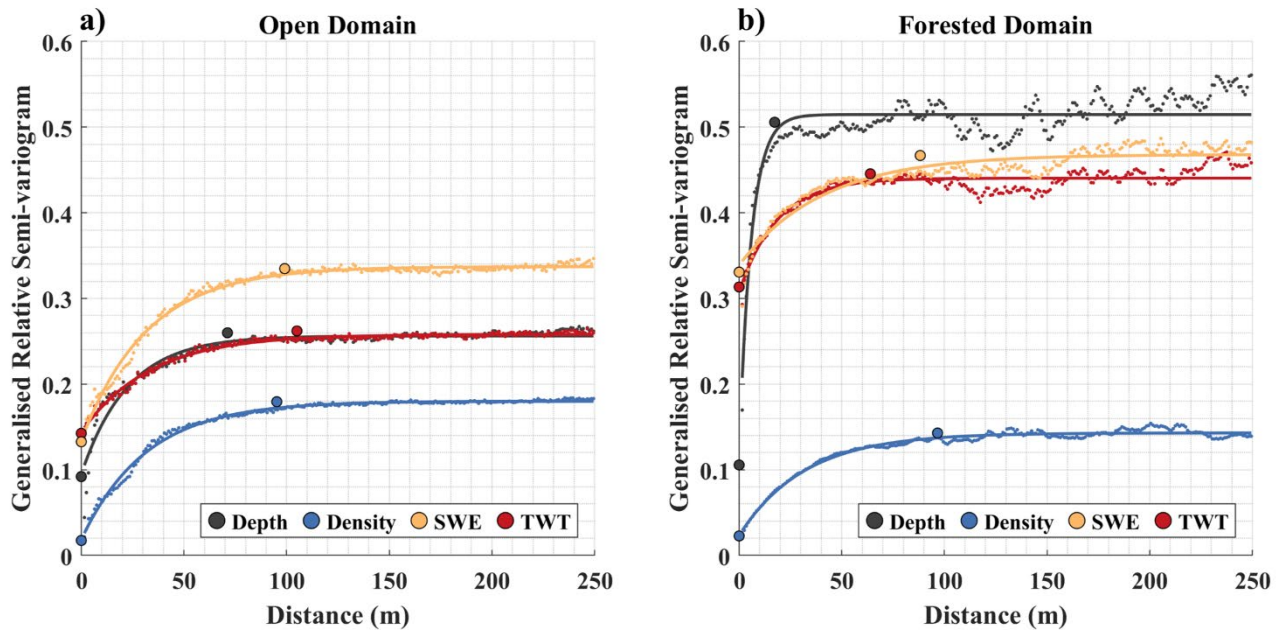 a)
Open Domain
Generalised Relative Semi-variogram
0.6
0.5
0.4
0.3
0.2
0.1
0
Depth Density SWE TWT
0 50 100 150 200 250
Distance (m)
b)
Forested Domain
Generalised Relative Semi-variogram
0.6
0.5
0.4
0.3
0.2
0.1
0
Depth Density SWE TWT
0 50 100 150 200 250
Distance (m)